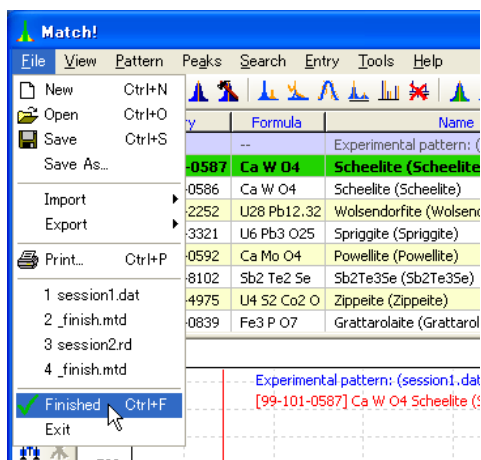 Match!
File View Pattern Peaks Search Entry Tools Help
New Ctrl+N
Open Ctrl+O
Save Ctrl+S
Save As...
Import
Export
Print... Ctrl+P
1 session1.dat
2 _finish.mtd
3 session2.rd
4 _finish.mtd
Finished Ctrl+F
Exit
ry Formula Name
-- Experimental pattern: (
-0587 Ca W O4 Scheelite (Scheelite
-0586 Ca W O4 Scheelite (Scheelite)
-2252 U28 Pb12.32 Wolsendorfite (Wolsend
-3321 U6 Pb3 O25 Spriggite (Spriggite)
-0592 Ca Mo O4 Powellite (Powellite)
-8102 Sb2 Te2 Se Sb2Te3Se (Sb2Te3Se)
-4975 U4 S2 Co2 O Zippeite (Zippeite)
-0839 Fe3 P O7 Grattarolaite (Grattarol
Experimental pattern: (session1.dat
[99-101-0587] Ca W O4 Scheelite (S